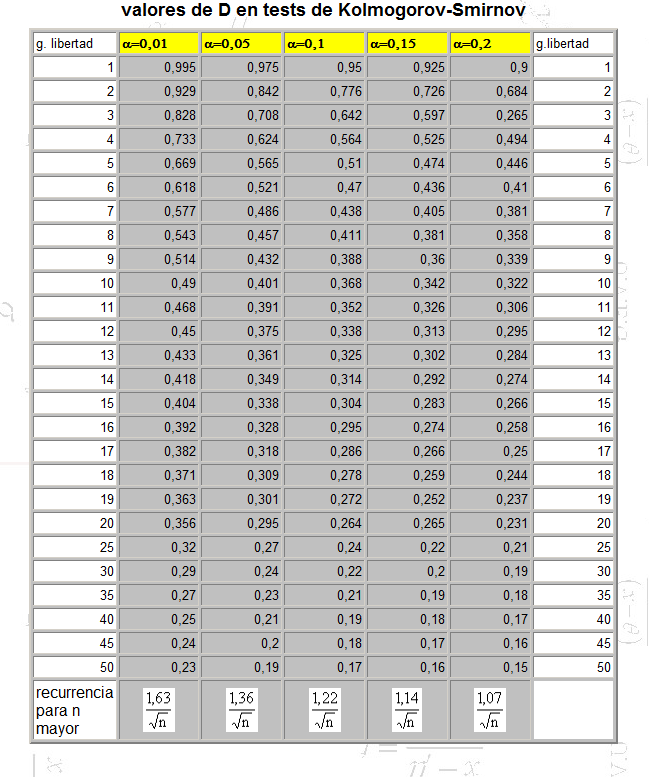 valores de D en tests de Kolmogorov-Smirnov
g. libertad α=0,01 α=0,05 α=0,1 α=0,15 α=0,2 g.libertad
1 0,995 0,975 0,95 0,925 0,9 1
2 0,929 0,842 0,776 0,726 0,684 2
3 0,828 0,708 0,642 0,597 0,265 3
4 0,733 0,624 0,564 0,525 0,494 4
5 0,669 0,565 0,51 0,474 0,446 5
6 0,618 0,521 0,47 0,436 0,41 6
7 0,577 0,486 0,438 0,405 0,381 7
8 0,543 0,457 0,411 0,381 0,358 8
9 0,514 0,432 0,388 0,36 0,339 9
10 0,49 0,401 0,368 0,342 0,322 10
11 0,468 0,391 0,352 0,326 0,306 11
12 0,45 0,375 0,338 0,313 0,295 12
13 0,433 0,361 0,325 0,302 0,284 13
14 0,418 0,349 0,314 0,292 0,274 14
15 0,404 0,338 0,304 0,283 0,266 15
16 0,392 0,328 0,295 0,274 0,258 16
17 0,382 0,318 0,286 0,266 0,25 17
18 0,371 0,309 0,278 0,259 0,244 18
19 0,363 0,301 0,272 0,252 0,237 19
20 0,356 0,295 0,264 0,265 0,231 20
25 0,32 0,27 0,24 0,22 0,21 25
30 0,29 0,24 0,22 0,2 0,19 30
35 0,27 0,23 0,21 0,19 0,18 35
40 0,25 0,21 0,19 0,18 0,17 40
45 0,24 0,2 0,18 0,17 0,16 45
50 0,23 0,19 0,17 0,16 0,15 50
recurrencia
para n
mayor
1,63 1,36 1,22 1,14 1,07
√n √n √n √n √n